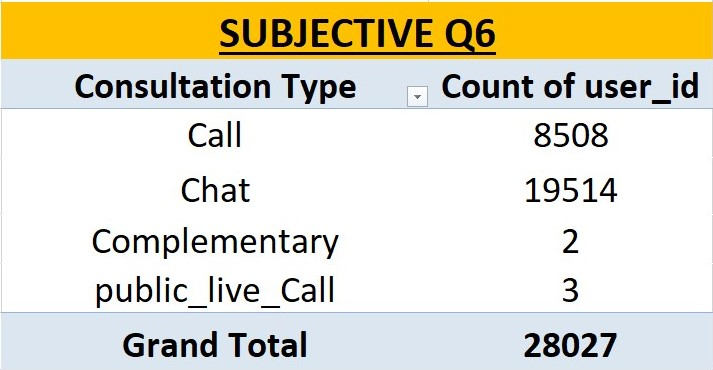 SUBJECTIVE Q6
Consultation Type Count of user_id
Call 8508
Chat 19514
Complementary 2
public_live_Call 3
Grand Total 28027